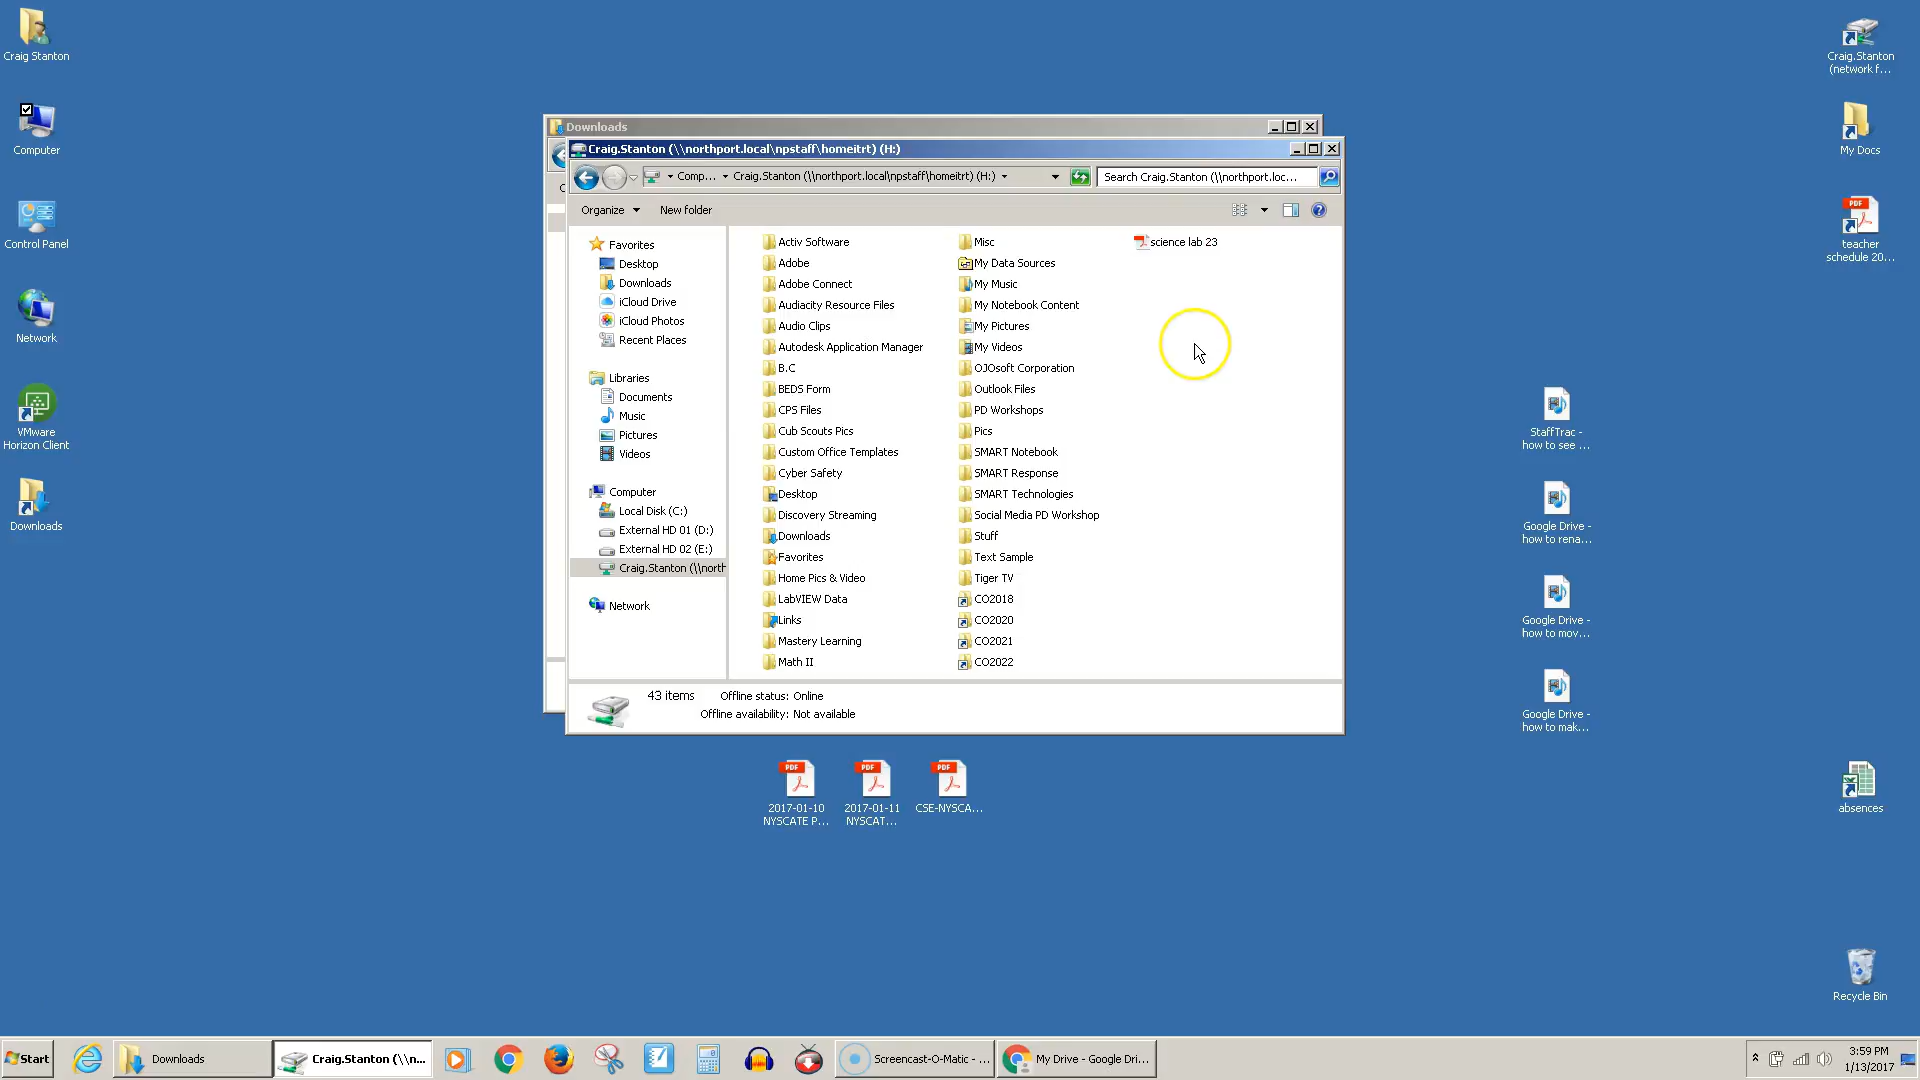 Craig Stanton
Computer
Control Panel
Network
VMware
Horizon Client
Downloads
Downloads
Craig.Stanton (\\northport.local\npstaff\homeitrt) (H:)
Comp...
Craig.Stanton (\\northport.local\npstaff\homeitrt) (H:)
Search Craig.Stanton (\\northport.loc...
Organize
New folder
Favorites
Desktop
Downloads
iCloud Drive
iCloud Photos
Recent Places
Libraries
Documents
Music
Pictures
Videos
Computer
Local Disk (C:)
External HD 01 (D:)
External HD 02 (E:)
Craig.Stanton (\\north
Network
Activ Software
Adobe
Adobe Connect
Audacity Resource Files
Audio Clips
Autodesk Application Manager
B.C
BEDS Form
CPS Files
Cub Scouts Pics
Custom Office Templates
Cyber Safety
Desktop
Discovery Streaming
Downloads
Favorites
Home Pics & Video
LabVIEW Data
Links
Mastery Learning
Math II
Misc
My Data Sources
My Music
My Notebook Content
My Pictures
My Videos
OJOsoft Corporation
Outlook Files
PD Workshops
Pics
SMART Notebook
SMART Response
SMART Technologies
Social Media PD Workshop
Stuff
Text Sample
Tiger TV
CO2018
CO2020
CO2021
CO2022
science lab 23
43 items
Offline status: Online
Offline availability: Not available
PDF
2017-01-10
NYSCATE P...
PDF
2017-01-11
NYSCAT...
PDF
CSE-NYSCA...
StaffTrac -
how to see ...
Google Drive -
how to rena...
Google Drive -
how to mov...
Google Drive -
how to mak...
Craig.Stanton
(network f...
My Docs
PDF
teacher
schedule 20...
absences
Recycle Bin
Start
Downloads
Craig.Stanton (\\n...
Screencast-O-Matic - ...
My Drive - Google Dri...
3:59 PM
1/13/2017